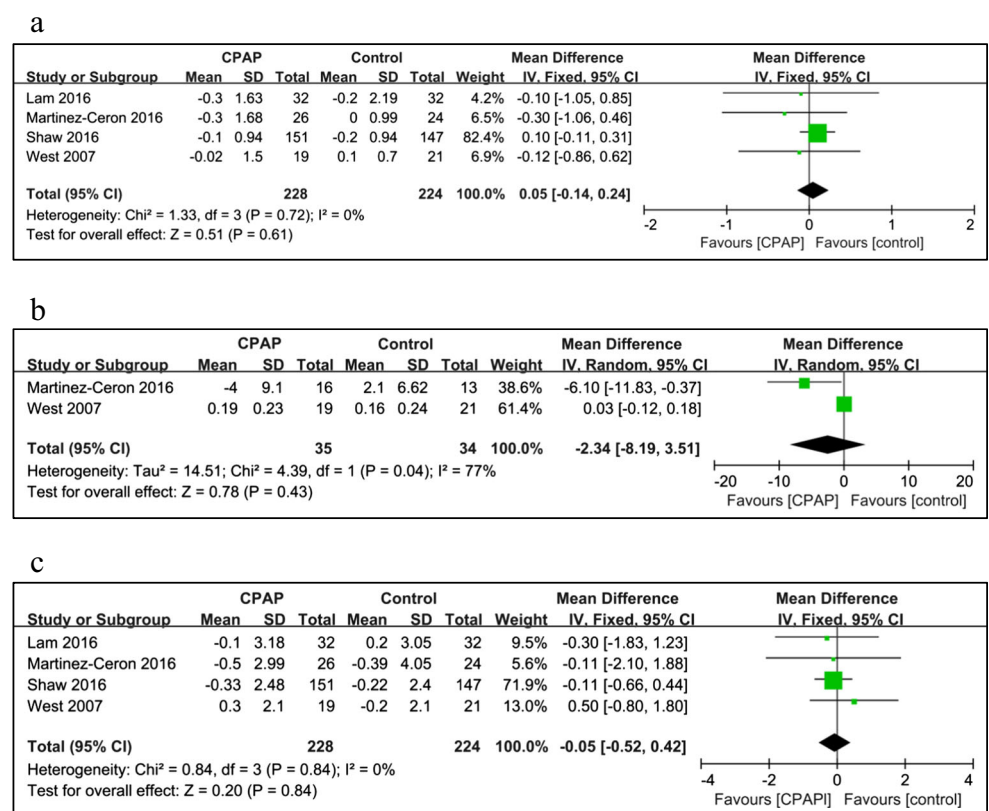 a
CPAP Control Mean Difference Mean Difference
Study or Subgroup Mean SD Total Mean SD Total Weight IV, Fixed, 95% CI IV, Fixed, 95% CI
Lam 2016 -0.3 1.63 32 -0.2 2.19 32 4.2% -0.10 [-1.05, 0.85]
Martinez-Ceron 2016 -0.3 1.68 26 0 0.99 24 6.5% -0.30 [-1.06, 0.46]
Shaw 2016 -0.1 0.94 151 -0.2 0.94 147 82.4% 0.10 [-0.11, 0.31]
West 2007 -0.02 1.5 19 0.1 0.7 21 6.9% -0.12 [-0.86, 0.62]
Total (95% CI) 228 224 100.0% 0.05 [-0.14, 0.24]
Heterogeneity: Chi² = 1.33, df = 3 (P = 0.72); I² = 0%
Test for overall effect: Z = 0.51 (P = 0.61)
-2 -1 0 1 2
Favours [CPAP] Favours [control]
b
CPAP Control Mean Difference Mean Difference
Study or Subgroup Mean SD Total Mean SD Total Weight IV, Random, 95% CI IV, Random, 95% CI
Martinez-Ceron 2016 -4 9.1 16 2.1 6.62 13 38.6% -6.10 [-11.83, -0.37]
West 2007 0.19 0.23 19 0.16 0.24 21 61.4% 0.03 [-0.12, 0.18]
Total (95% CI) 35 34 100.0% -2.34 [-8.19, 3.51]
Heterogeneity: Tau² = 14.51; Chi² = 4.39, df = 1 (P = 0.04); I² = 77%
Test for overall effect: Z = 0.78 (P = 0.43)
-20 -10 0 10 20
Favours [CPAP] Favours [control]
c
CPAP Control Mean Difference Mean Difference
Study or Subgroup Mean SD Total Mean SD Total Weight IV, Fixed, 95% CI IV, Fixed, 95% CI
Lam 2016 -0.1 3.18 32 0.2 3.05 32 9.5% -0.30 [-1.83, 1.23]
Martinez-Ceron 2016 -0.5 2.99 26 -0.39 4.05 24 5.6% -0.11 [-2.10, 1.88]
Shaw 2016 -0.33 2.48 151 -0.22 2.4 147 71.9% -0.11 [-0.66, 0.44]
West 2007 0.3 2.1 19 -0.2 2.1 21 13.0% 0.50 [-0.80, 1.80]
Total (95% CI) 228 224 100.0% -0.05 [-0.52, 0.42]
Heterogeneity: Chi² = 0.84, df = 3 (P = 0.84); I² = 0%
Test for overall effect: Z = 0.20 (P = 0.84)
-4 -2 0 2 4
Favours [CPAPl] Favours [control]